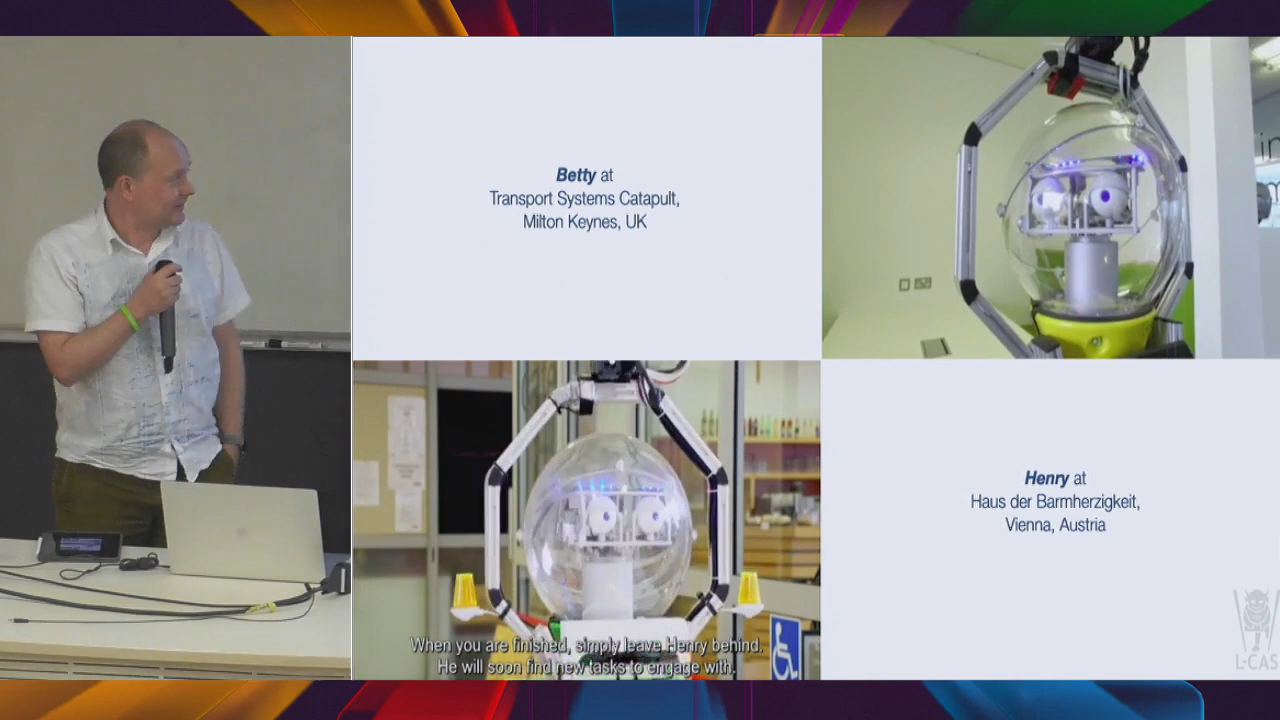 Betty at
Transport Systems Catapult,
Milton Keynes, UK
Henry at
Haus der Barmherzigkeit,
Vienna, Austria
When you are finished, simply leave Henry behind.
He will soon find new tasks to engage with.
L-CAS